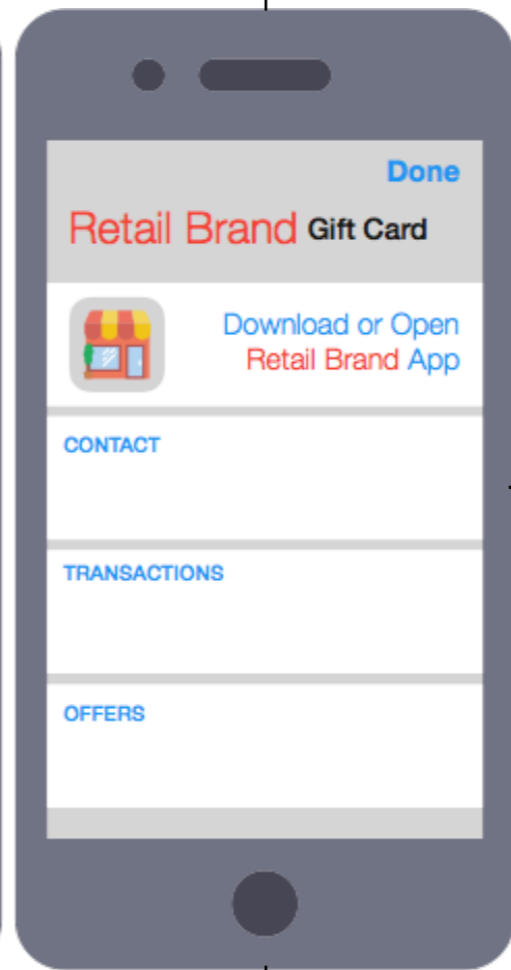 Done
Retail Brand Gift Card
Download or Open
Retail Brand App
CONTACT
TRANSACTIONS
OFFERS